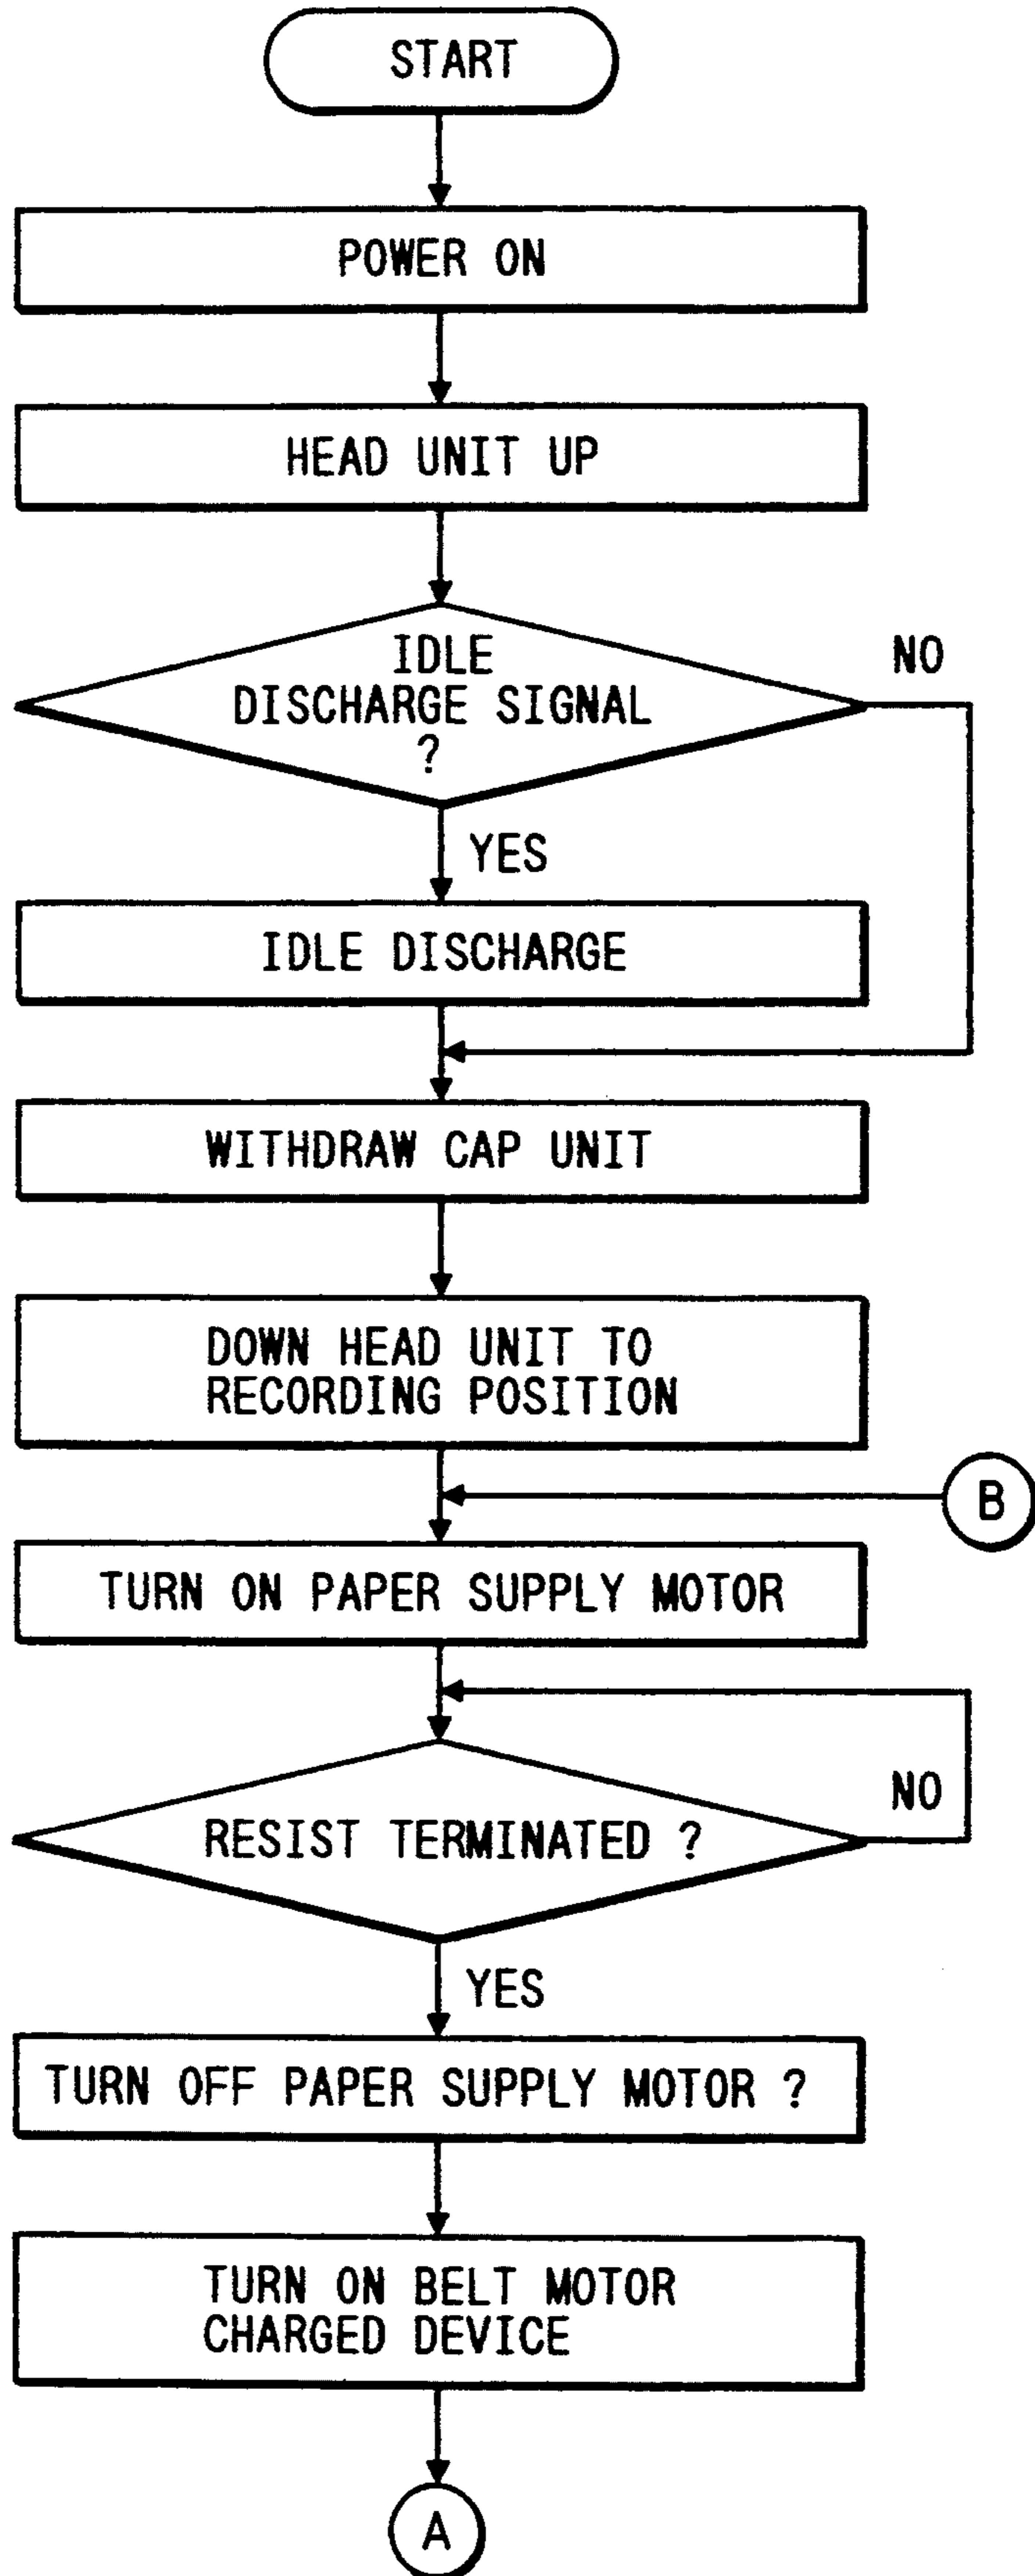 START
POWER ON
HEAD UNIT UP
IDLE
DISCHARGE SIGNAL
?
NO
YES
IDLE DISCHARGE
WITHDRAW CAP UNIT
DOWN HEAD UNIT TO
RECORDING POSITION
B
TURN ON PAPER SUPPLY MOTOR
RESIST TERMINATED ?
NO
YES
TURN OFF PAPER SUPPLY MOTOR ?
TURN ON BELT MOTOR
CHARGED DEVICE
A